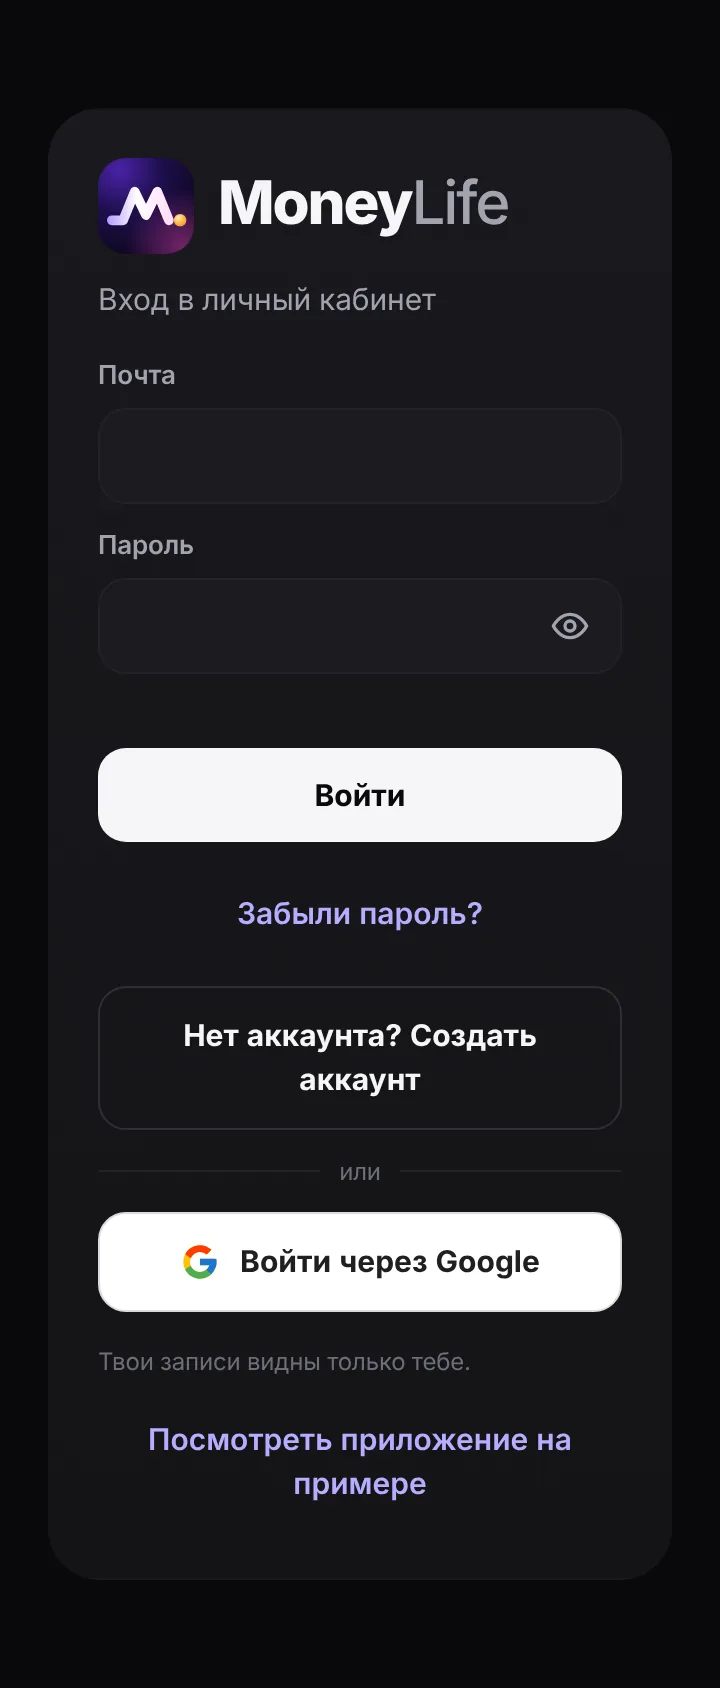 MoneyLife
Вход в личный кабинет
Почта
Пароль
Войти
Забыли пароль?
Нет аккаунта? Создать
аккаунт
или
Войти через Google
Твои записи видны только тебе.
Посмотреть приложение на
примере